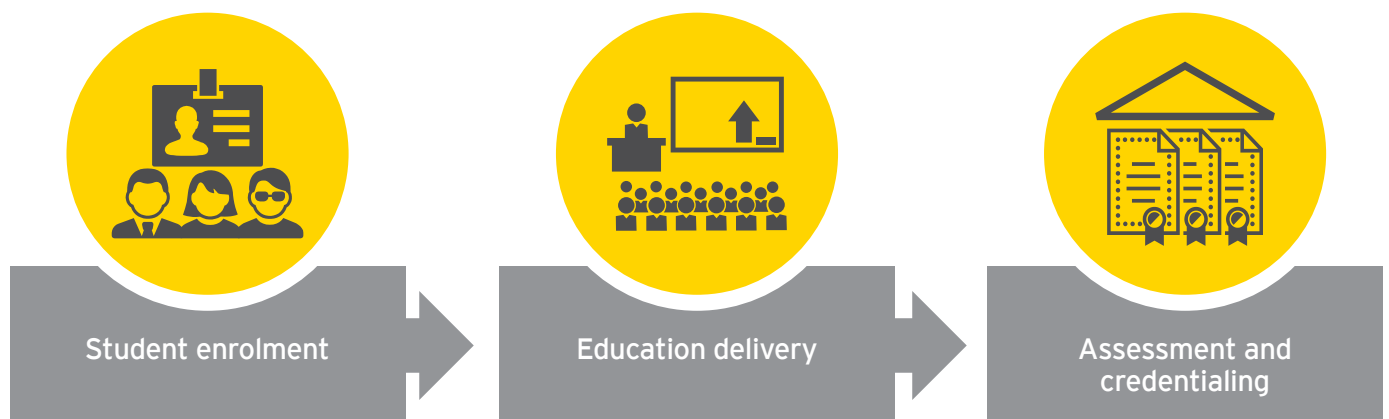 Student enrolment
Education delivery
Assessment and
credentialing